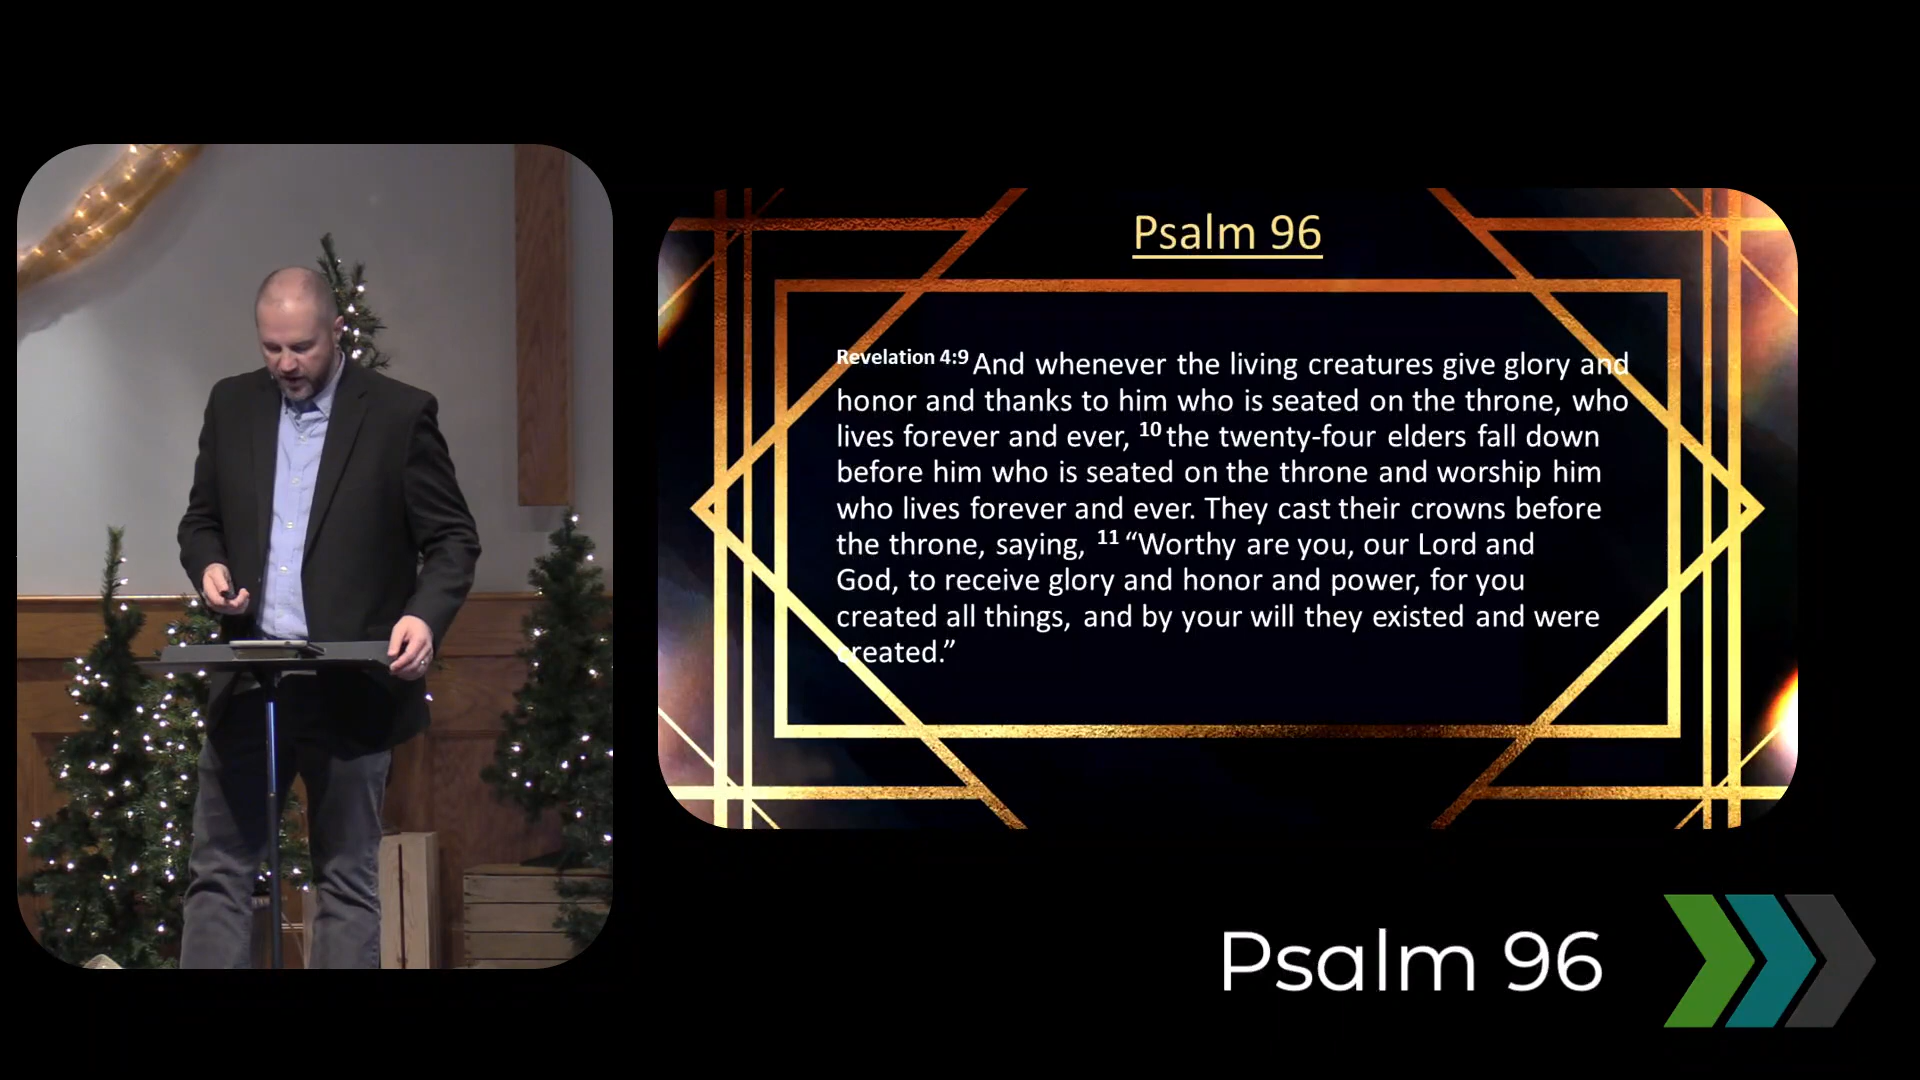 Psalm 96
Revelation 4:9 And whenever the living creatures give glory and
honor and thanks to him who is seated on the throne, who
lives forever and ever, 10 the twenty-four elders fall down
before him who is seated on the throne and worship him
who lives forever and ever. They cast their crowns before
the throne, saying, 11 “Worthy are you, our Lord and
God, to receive glory and honor and power, for you
created all things, and by your will they existed and were
created.”
Psalm 96